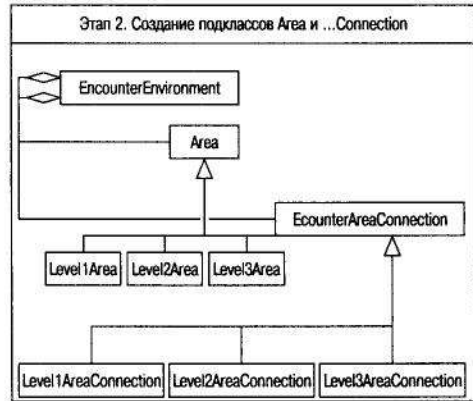 Этап 2. Создание подклассов Area и ...Connection
EncounterEnvironment
Area
EcounterAreaConnection
Level1Area Level2Area Level3Area
Level1AreaConnection Level2AreaConnection Level3AreaConnection